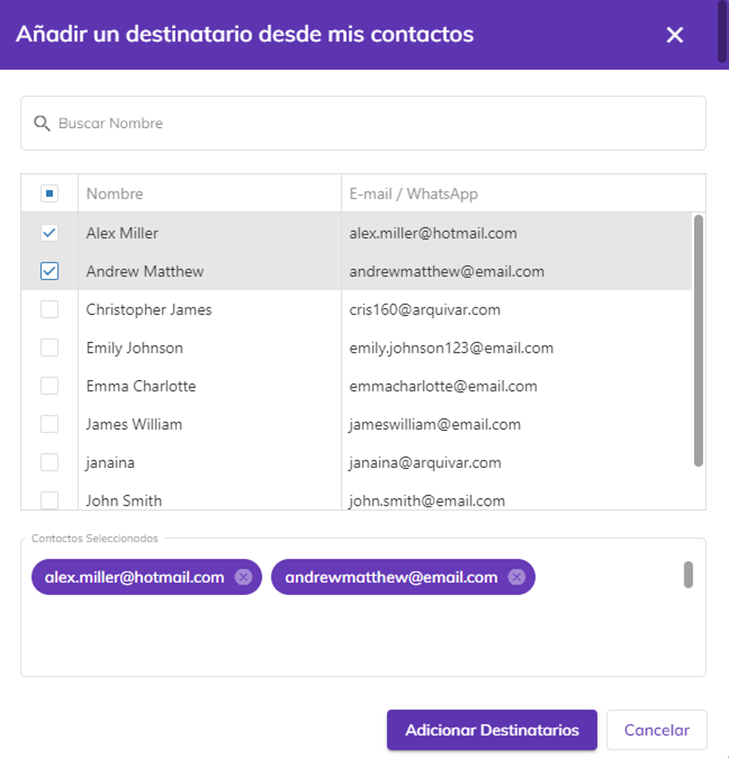 Añadir un destinatario desde mis contactos
Buscar Nombre
Nombre E-mail / WhatsApp
Alex Miller alex.miller@hotmail.com
Andrew Matthew andrewmatthew@email.com
Christopher James cris160@arquivar.com
Emily Johnson emily.johnson123@email.com
Emma Charlotte emmacharlotte@email.com
James William jameswilliam@email.com
janaina janaina@arquivar.com
John Smith john.smith@email.com
Contactos Seleccionados
alex.miller@hotmail.com andrewmatthew@email.com
Adicionar Destinatarios Cancelar